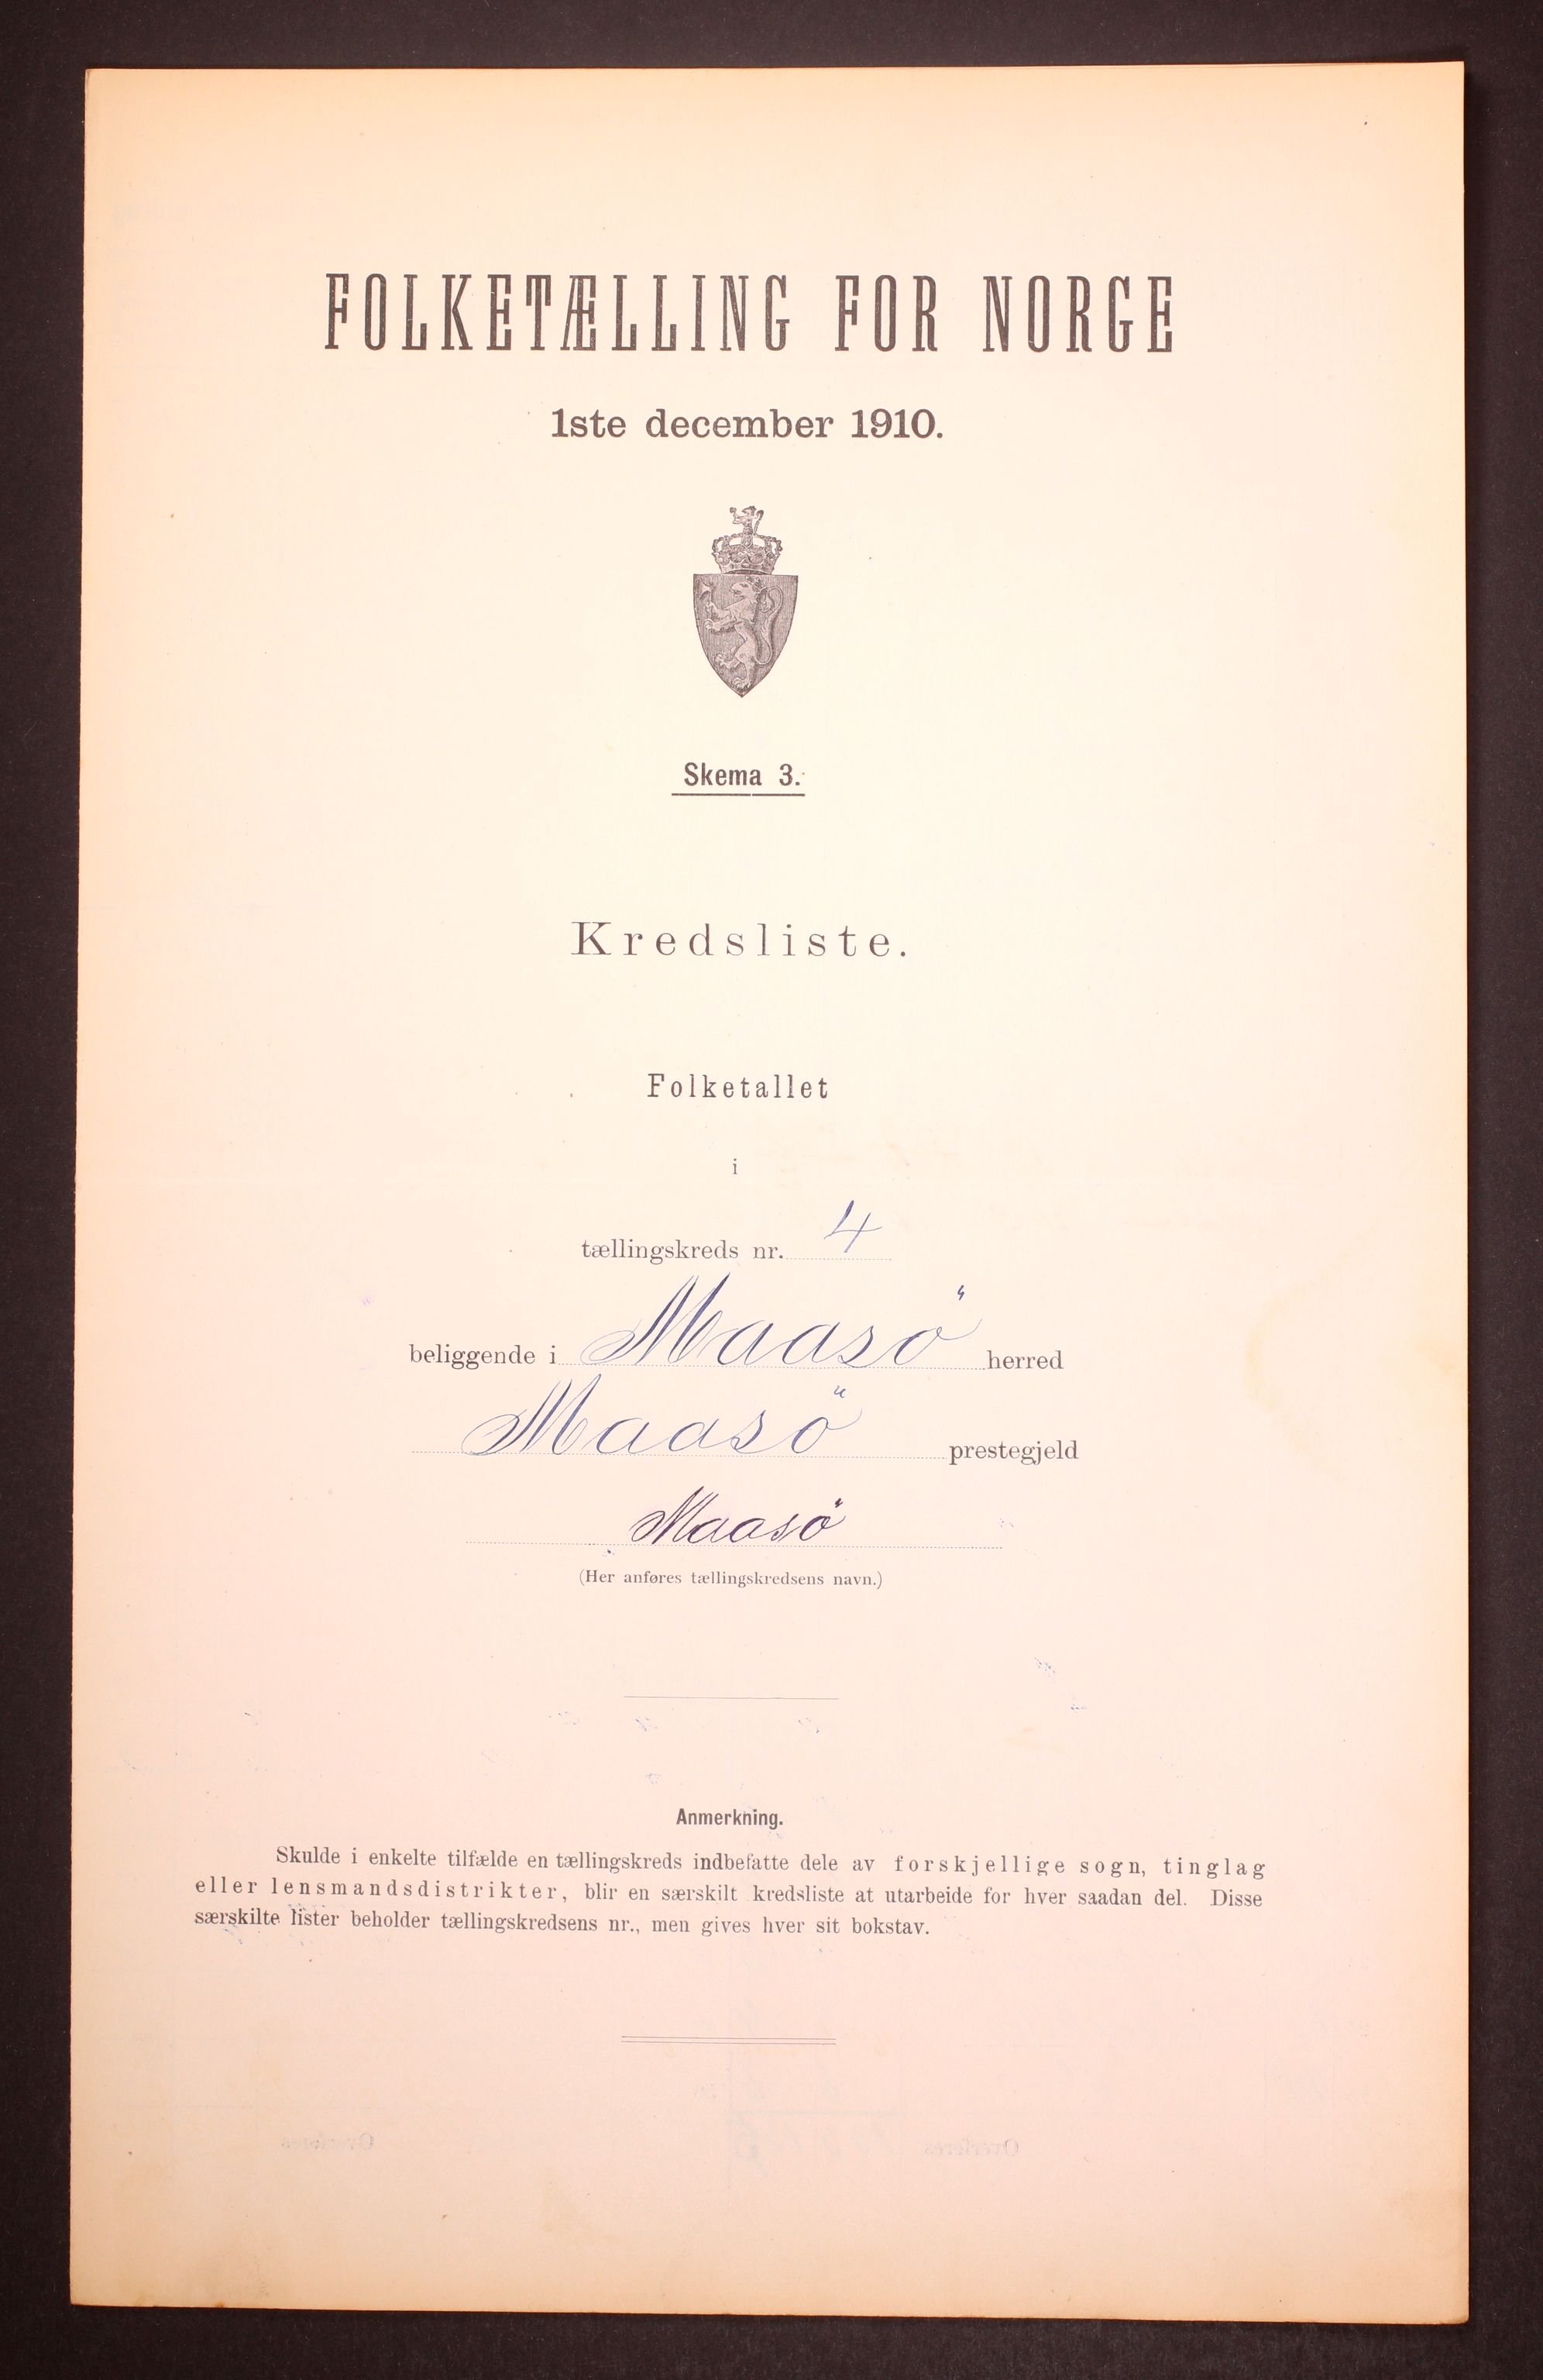 FOLKETÆLLING FOR NORGE
1ste december 1910.
Skema 3.
Kredsliste.
Folketallet
i
tællingskreds nr. 4
beliggende i Maasö herred
Maasö prestegjeld
Maasö
(Her anføres tællingskredsens navn.)
Anmerkning.
Skulde i enkelte tilfælde en tællingskreds indbefatte dele av forskjellige sogn, tinglag
eller lensmandsdistrikter, blir en særskilt kredsliste at utarbeide for hver saadan del. Disse
særskilte lister beholder tællingskredsens nr., men gives hver sit bokstav.